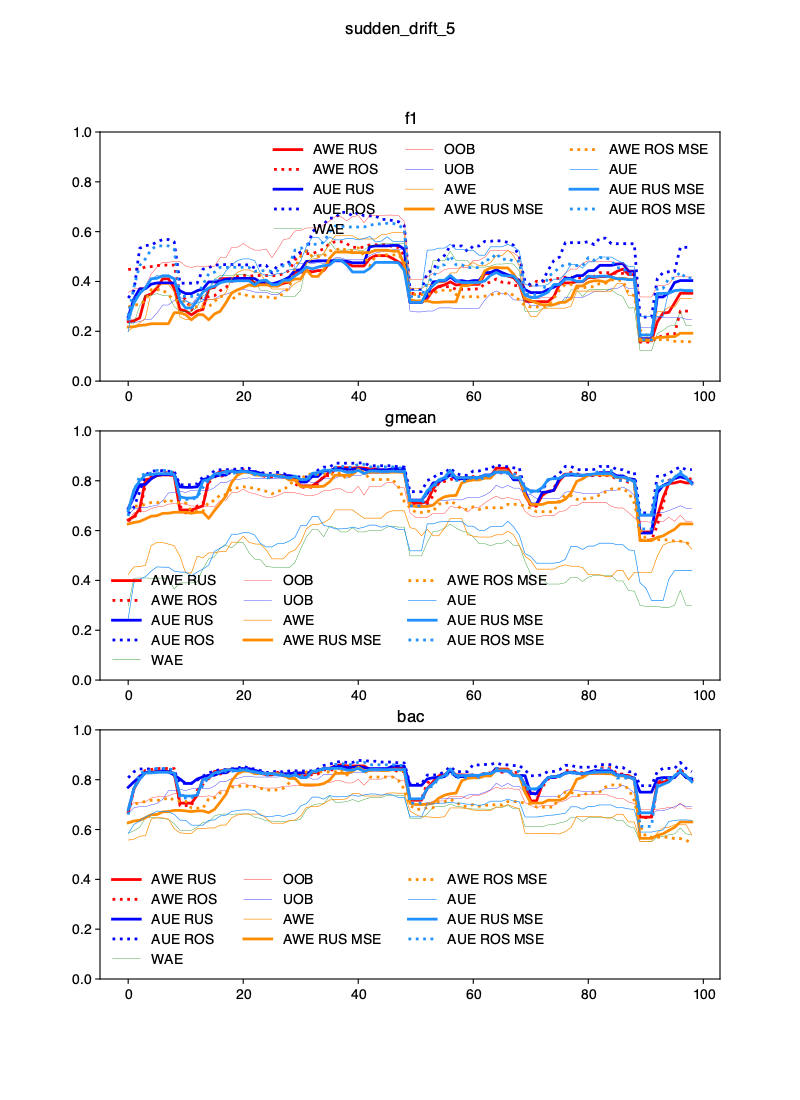 sudden_drift_5
f1
1.0
0.8
0.6
0.4
0.2
0.0
AWE RUS OOB AWE ROS MSE
AWE ROS UOB AUE
AUE RUS AWE AUE RUS MSE
AUE ROS AWE RUS MSE AUE ROS MSE
WAE
0 20 40 60 80 100
gmean
1.0
0.8
0.6
0.4
0.2
0.0
AWE RUS OOB AWE ROS MSE
AWE ROS UOB AUE
AUE RUS AWE AUE RUS MSE
AUE ROS AWE RUS MSE AUE ROS MSE
WAE
0 20 40 60 80 100
bac
1.0
0.8
0.6
0.4
0.2
0.0
AWE RUS OOB AWE ROS MSE
AWE ROS UOB AUE
AUE RUS AWE AUE RUS MSE
AUE ROS AWE RUS MSE AUE ROS MSE
WAE
0 20 40 60 80 100